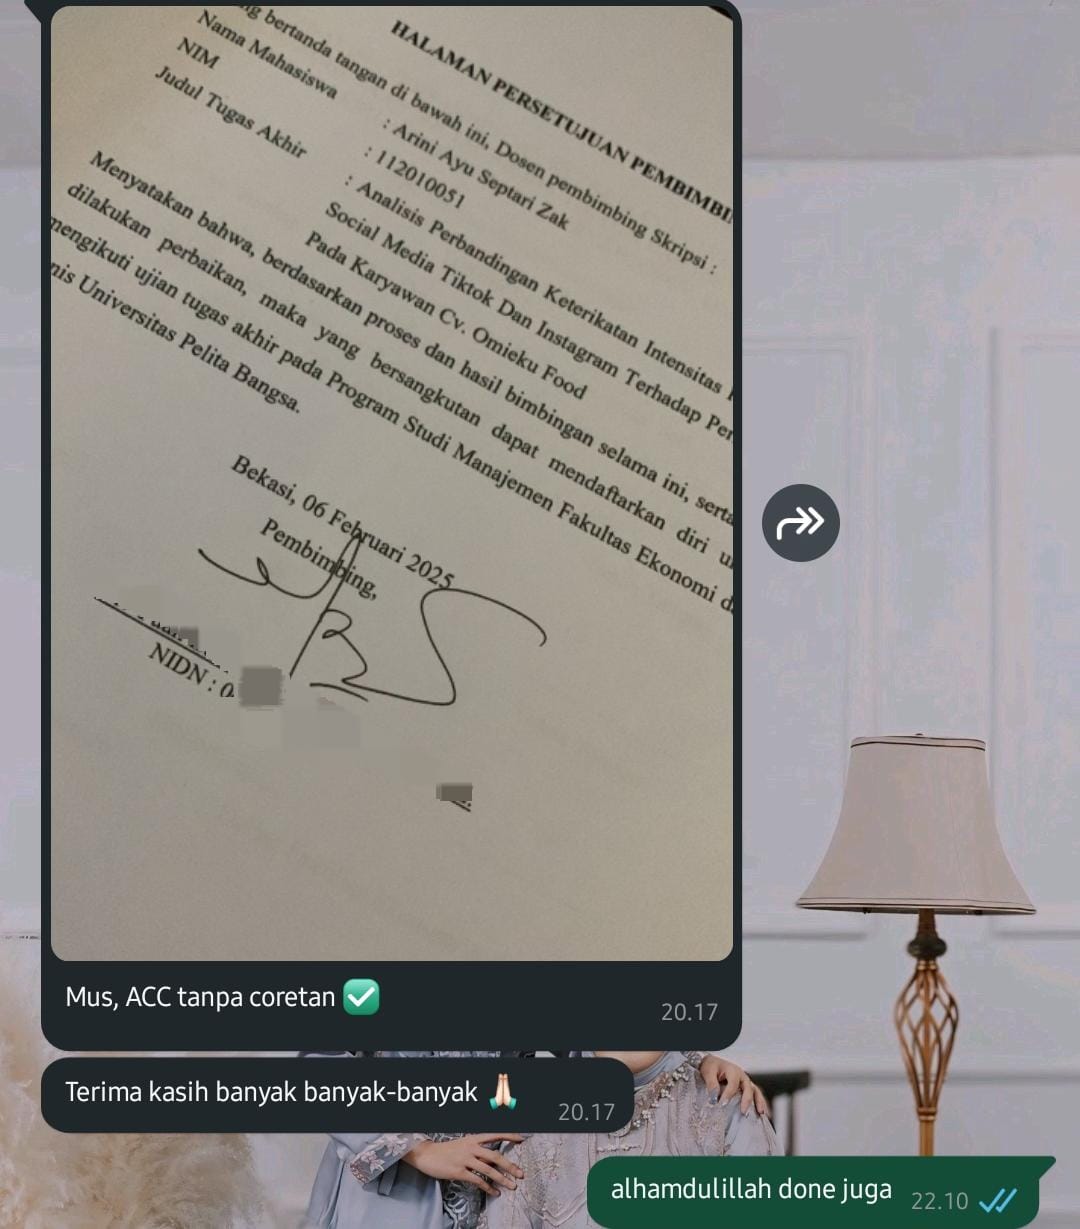 HALAMAN PERSETUJUAN PEMBIMBI
bertanda tangan di bawah ini, Dosen pembimbing Skripsi :
Nama Mahasiswa : Arini Ayu Septari Zak
NIM : 112010051
Judul Tugas Akhir : Analisis Perbandingan Keterikatan Intensitas
Social Media Tiktok Dan Instagram Terhadap Per
Pada Karyawan Cv. Omieku Food
Menyatakan bahwa, berdasarkan proses dan hasil bimbingan selama ini, serta
dilakukan perbaikan, maka yang bersangkutan dapat mendaftarkan diri u
mengikuti ujian tugas akhir pada Program Studi Manajemen Fakultas Ekonomi d
nis Universitas Pelita Bangsa.
Bekasi, 06 Februari 2025
Pembimbing,
NIDN : 0
Mus, ACC tanpa coretan ✅
20.17
Terima kasih banyak banyak-banyak 🙏🏻
20.17
alhamdulillah done juga
22.10